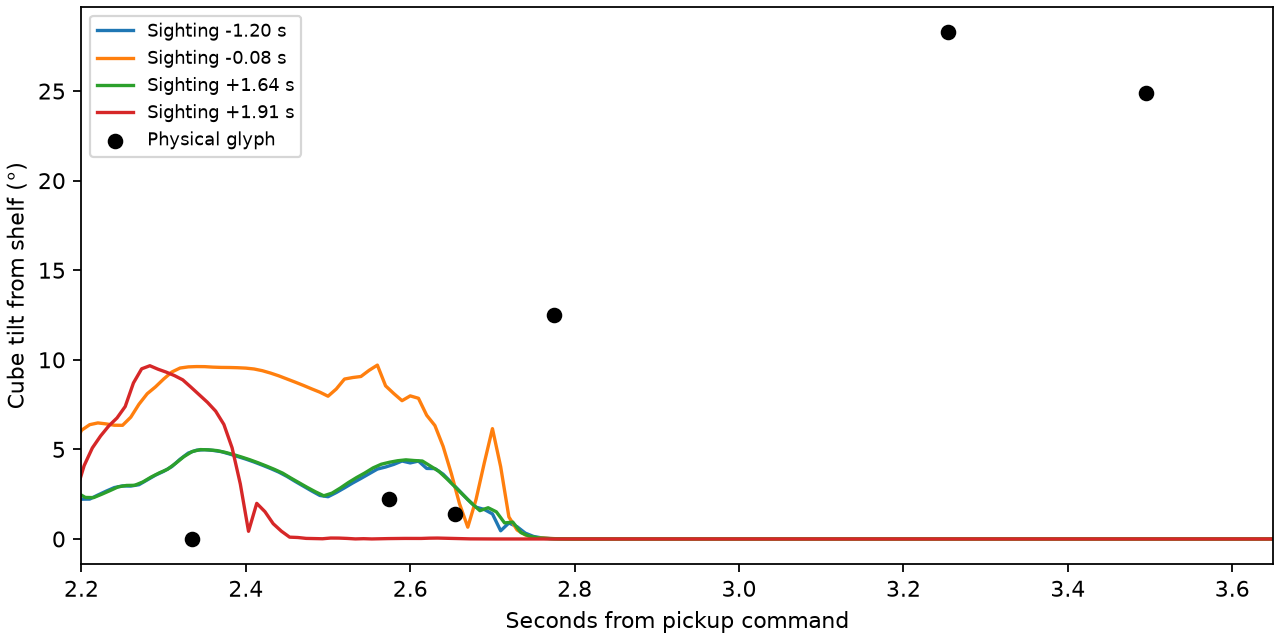 Sighting -1.20 s
Sighting -0.08 s
Sighting +1.64 s
Sighting +1.91 s
Physical glyph
Cube tilt from shelf (°)
25
20
15
10
5
0
2.2 2.4 2.6 2.8 3.0 3.2 3.4 3.6
Seconds from pickup command